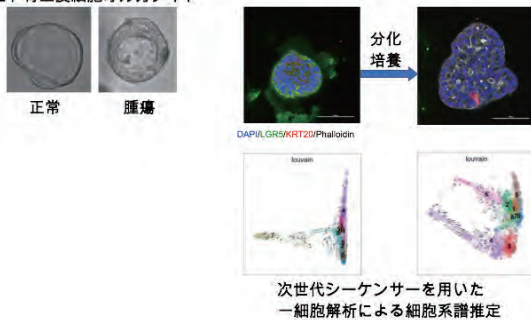 正常
腫瘍
分化
培養
DAPI/LGR5/KRT20/Phalloidin
louvain
louvain
次世代シーケンサーを用いた
一細胞解析による細胞系譜推定